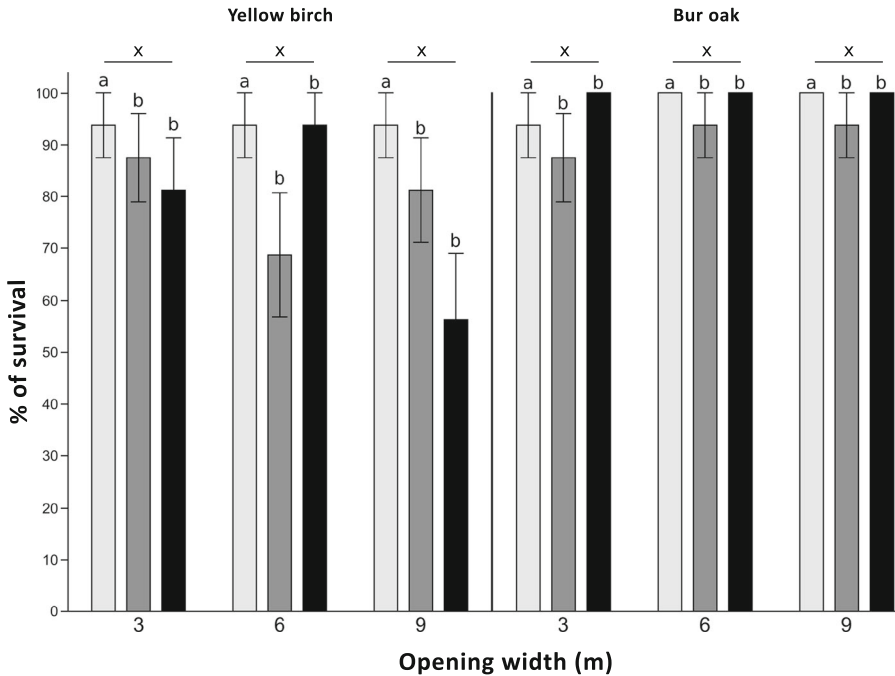 Yellow birch Bur oak
x x x x x x
a b b a b b a b b a b b a b b a b b
100
90
80
70
60
50
40
30
20
10
0
% of survival
3 6 9 3 6 9
Opening width (m)